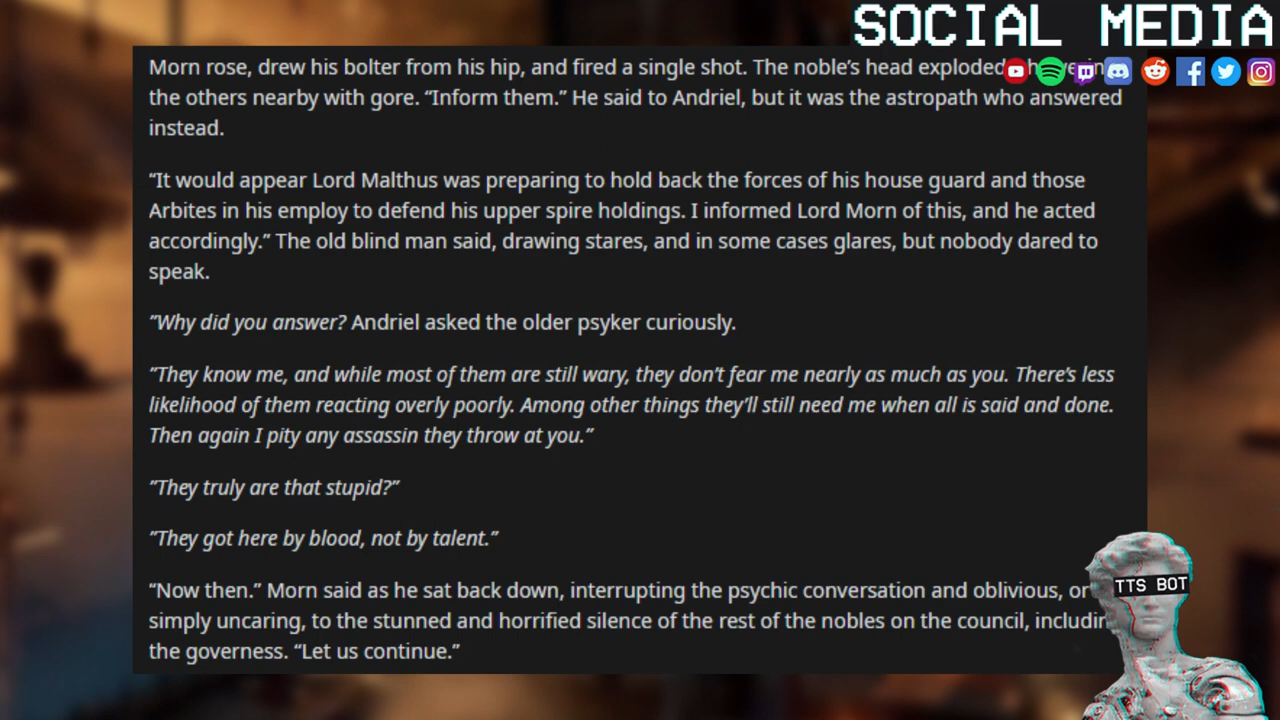 SOCIAL MEDIA
Morn rose, drew his bolter from his hip, and fired a single shot. The noble’s head exploded
the others nearby with gore. “Inform them.” He said to Andriel, but it was the astropath who answered
instead.
“It would appear Lord Malthus was preparing to hold back the forces of his house guard and those
Arbites in his employ to defend his upper spire holdings. I informed Lord Morn of this, and he acted
accordingly.” The old blind man said, drawing stares, and in some cases glares, but nobody dared to
speak.
“Why did you answer? Andriel asked the older psyker curiously.
“They know me, and while most of them are still wary, they don’t fear me nearly as much as you. There’s less
likelihood of them reacting overly poorly. Among other things they’ll still need me when all is said and done.
Then again I pity any assassin they throw at you.”
“They truly are that stupid?”
“They got here by blood, not by talent.”
“Now then.” Morn said as he sat back down, interrupting the psychic conversation and oblivious, or
simply uncaring, to the stunned and horrified silence of the rest of the nobles on the council,
the governess. “Let us continue.”
TTS BOT